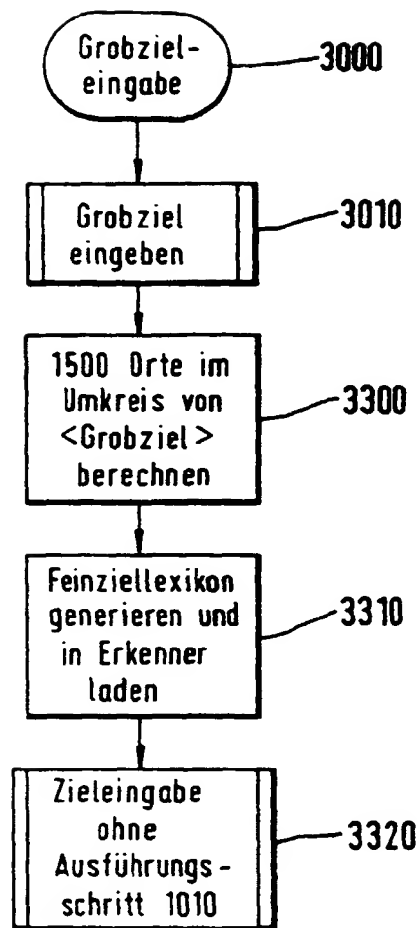 Grobziel-
eingabe
3000
Grobziel
eingeben
3010
1500 Orte im
Umkreis von
<Grobziel>
berechnen
3300
Feinziellexikon
generieren und
in Erkenner
laden
3310
Zieleingabe
ohne
Ausführungs-
schritt 1010
3320